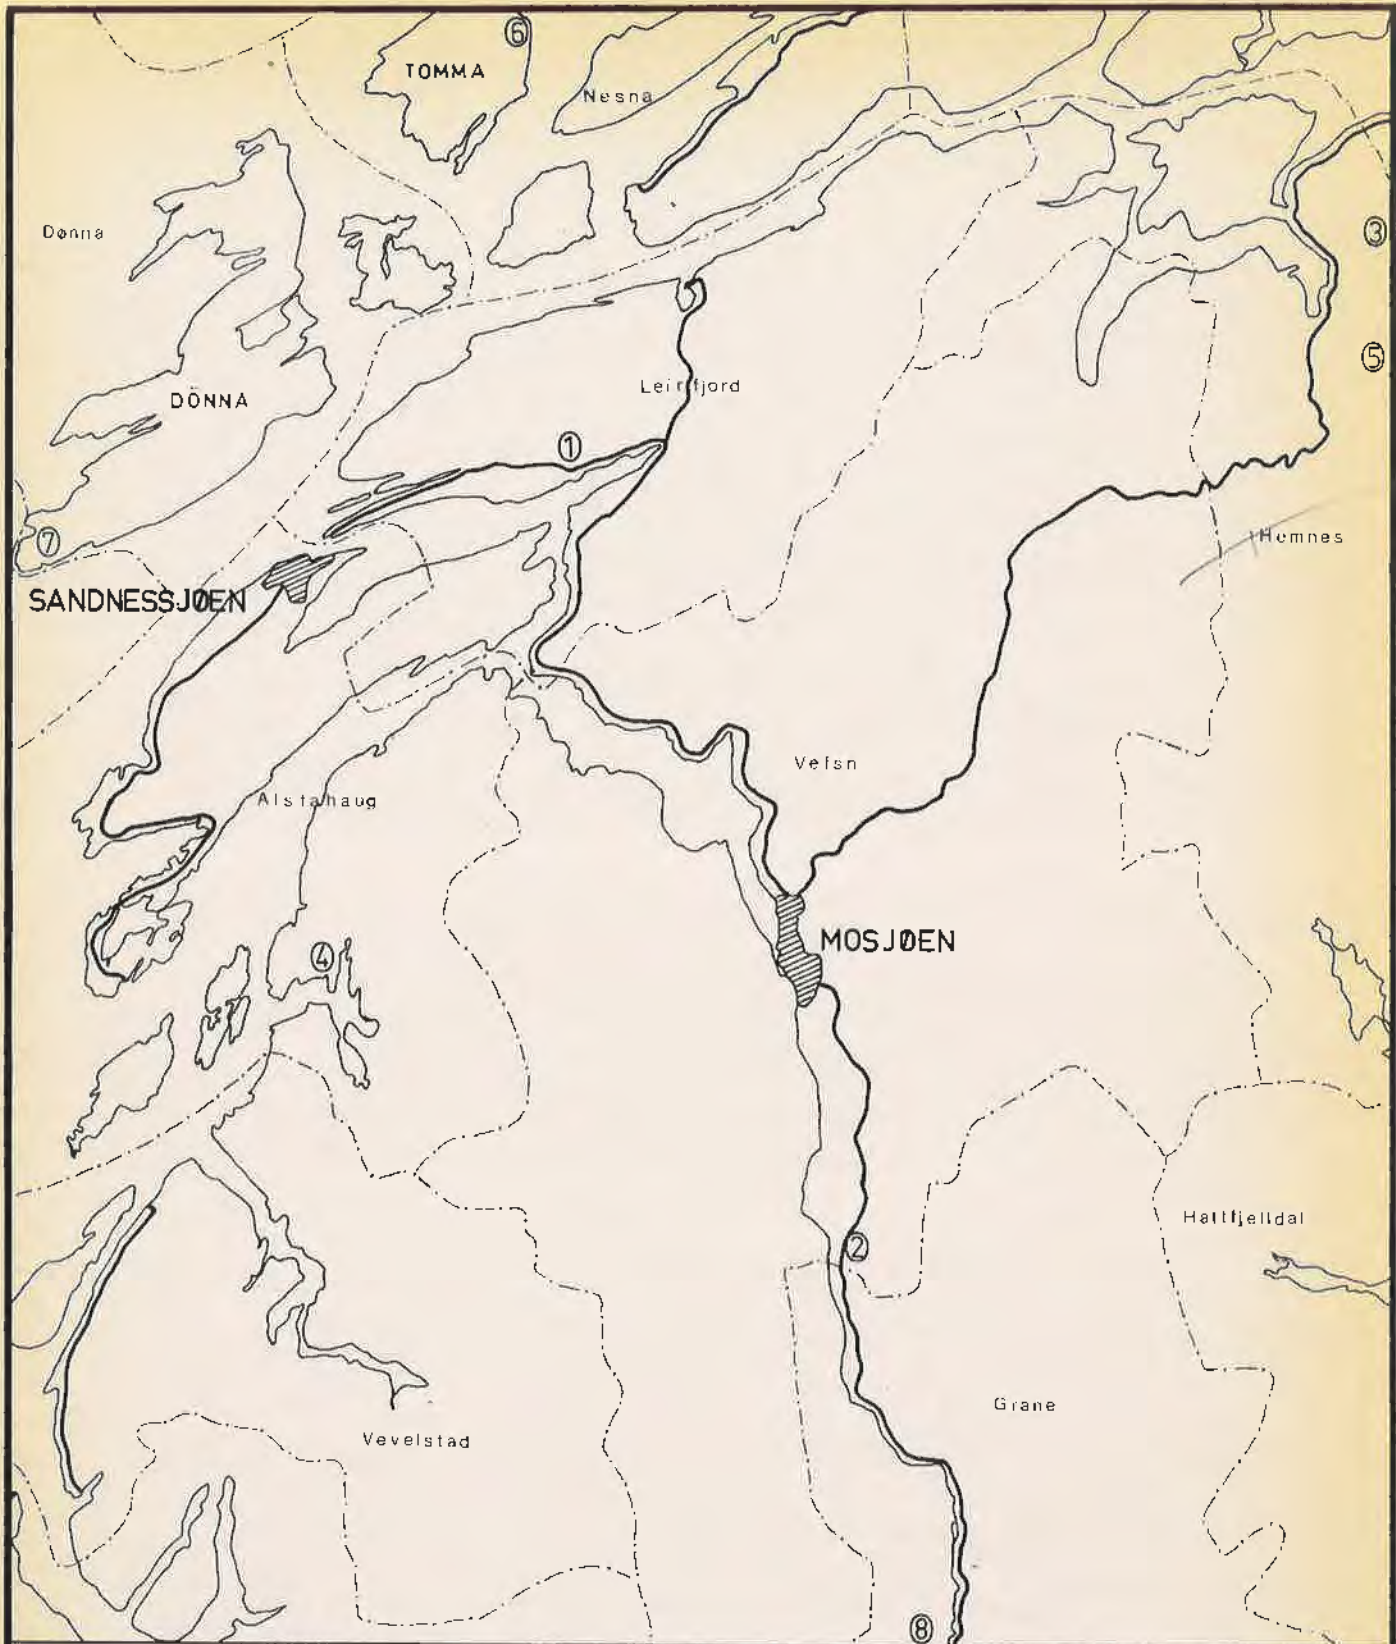 ⑥
TOMMA
Nesna
Dønna
③
⑤
Leirfjord
DÖNNA
①
⑦
Hemnes
SANDNESSJØEN
Vefsn
Alstahaug
MOSJØEN
④
Hattfjelldal
②
Grane
Vevelstad
⑧